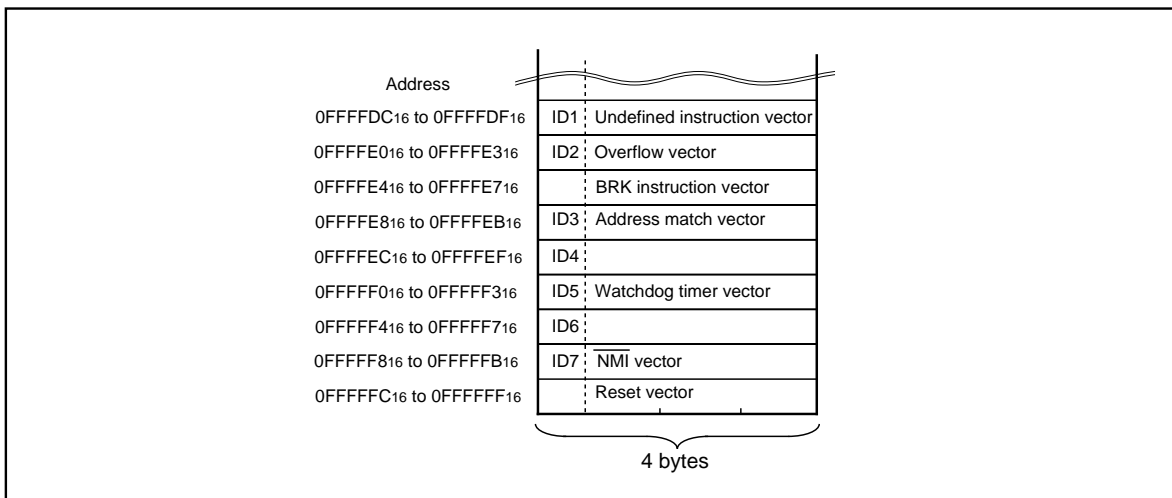 Address
0FFFFDC16 to 0FFFFDF16 ID1 Undefined instruction vector
0FFFFE016 to 0FFFFE316 ID2 Overflow vector
0FFFFE416 to 0FFFFE716 BRK instruction vector
0FFFFE816 to 0FFFFEB16 ID3 Address match vector
0FFFFEC16 to 0FFFFEF16 ID4
0FFFFF016 to 0FFFFF316 ID5 Watchdog timer vector
0FFFFF416 to 0FFFFF716 ID6
0FFFFF816 to 0FFFFFB16 ID7 N̅M̅I̅ vector
0FFFFFC16 to 0FFFFFF16 Reset vector
4 bytes